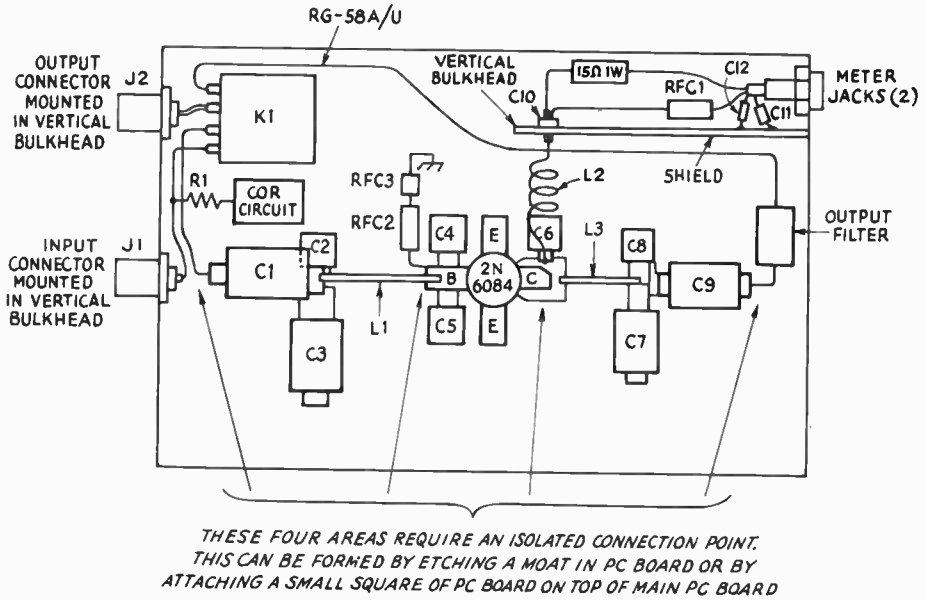 RG-58A/U
OUTPUT
CONNECTOR
MOUNTED
IN VERTICAL
BULKHEAD
J2
K1
VERTICAL
BULKHEAD
C10
15Ω 1W
C12
RFC1
C11
METER
JACKS (2)
SHIELD
R1
COR
CIRCUIT
RFC3
RFC2
L2
INPUT
CONNECTOR
MOUNTED
IN VERTICAL
BULKHEAD
J1
C1
C2
C3
L1
C4
B
C5
E
2N
6084
E
C6
C
L3
C8
C7
C9
OUTPUT
FILTER
THESE FOUR AREAS REQUIRE AN ISOLATED CONNECTION POINT.
THIS CAN BE FORMED BY ETCHING A MOAT IN PC BOARD OR BY
ATTACHING A SMALL SQUARE OF PC BOARD ON TOP OF MAIN PC BOARD